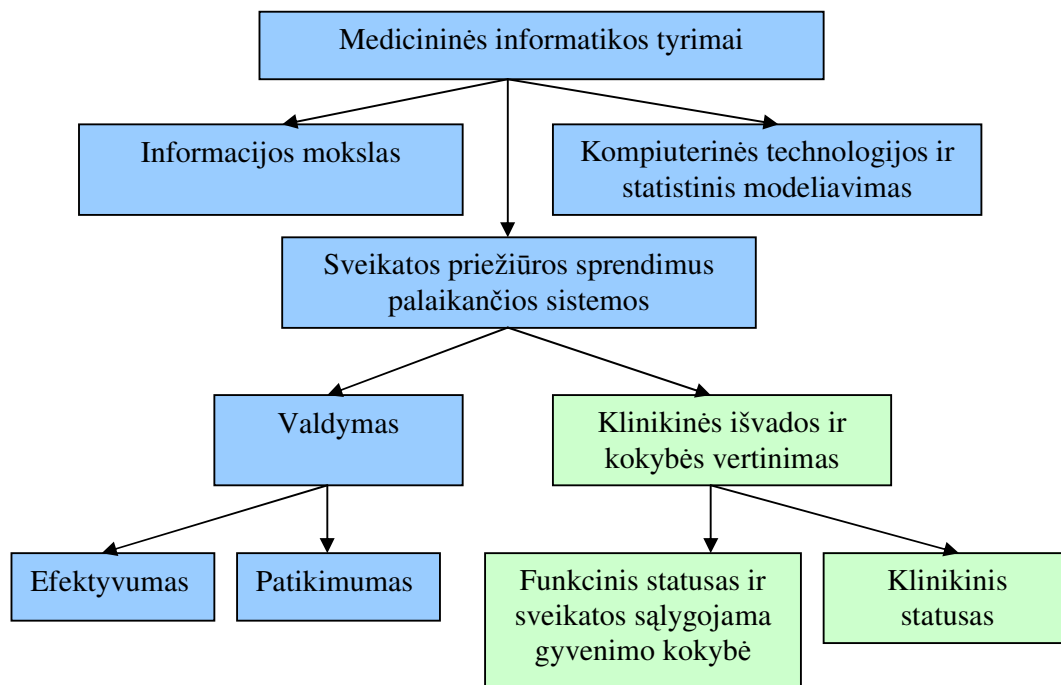 Medicininės informatikos tyrimai
Informacijos mokslas
Kompiuterinės technologijos ir
statistinis modeliavimas
Sveikatos priežiūros sprendimus
palaikančios sistemos
Valdymas
Klinikinės išvados ir
kokybės vertinimas
Efektyvumas
Patikimumas
Funkcinis statusas ir
sveikatos sąlygojama
gyvenimo kokybė
Klinikinis
statusas